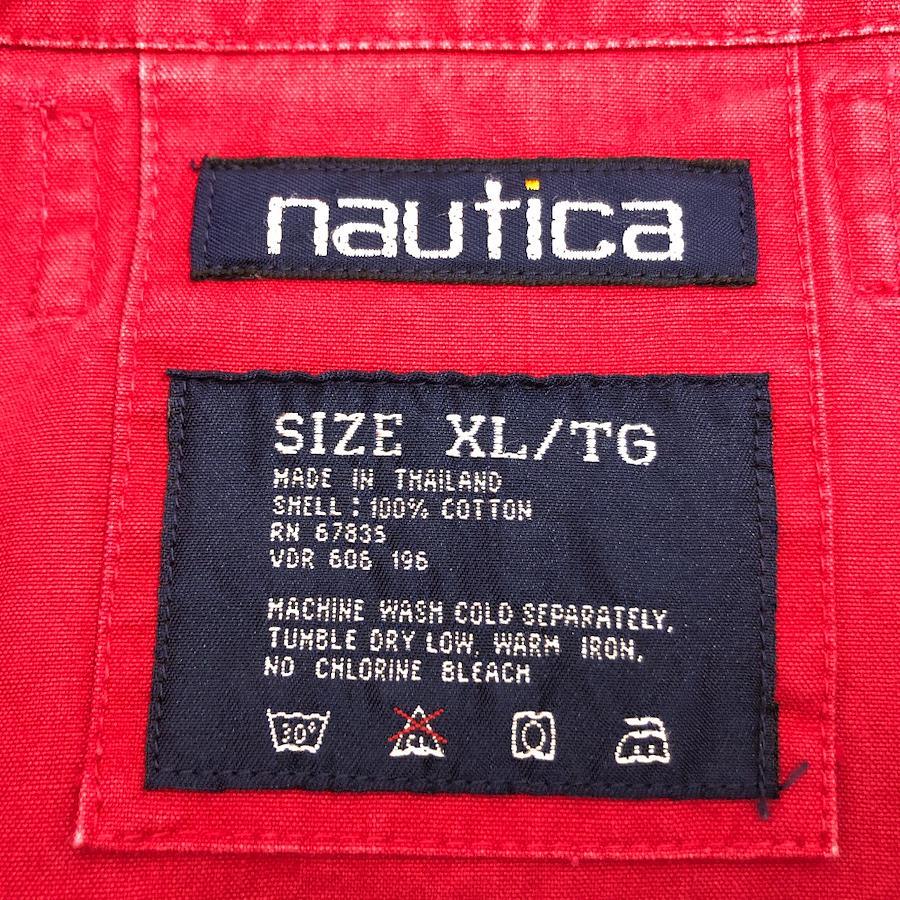 nautica
SIZE XL/TG
MADE IN THAILAND
SHELL: 100% COTTON
RN 67835
VDR 606 196
MACHINE WASH COLD SEPARATELY,
TUMBLE DRY LOW, WARM IRON,
NO CHLORINE BLEACH
30° CL